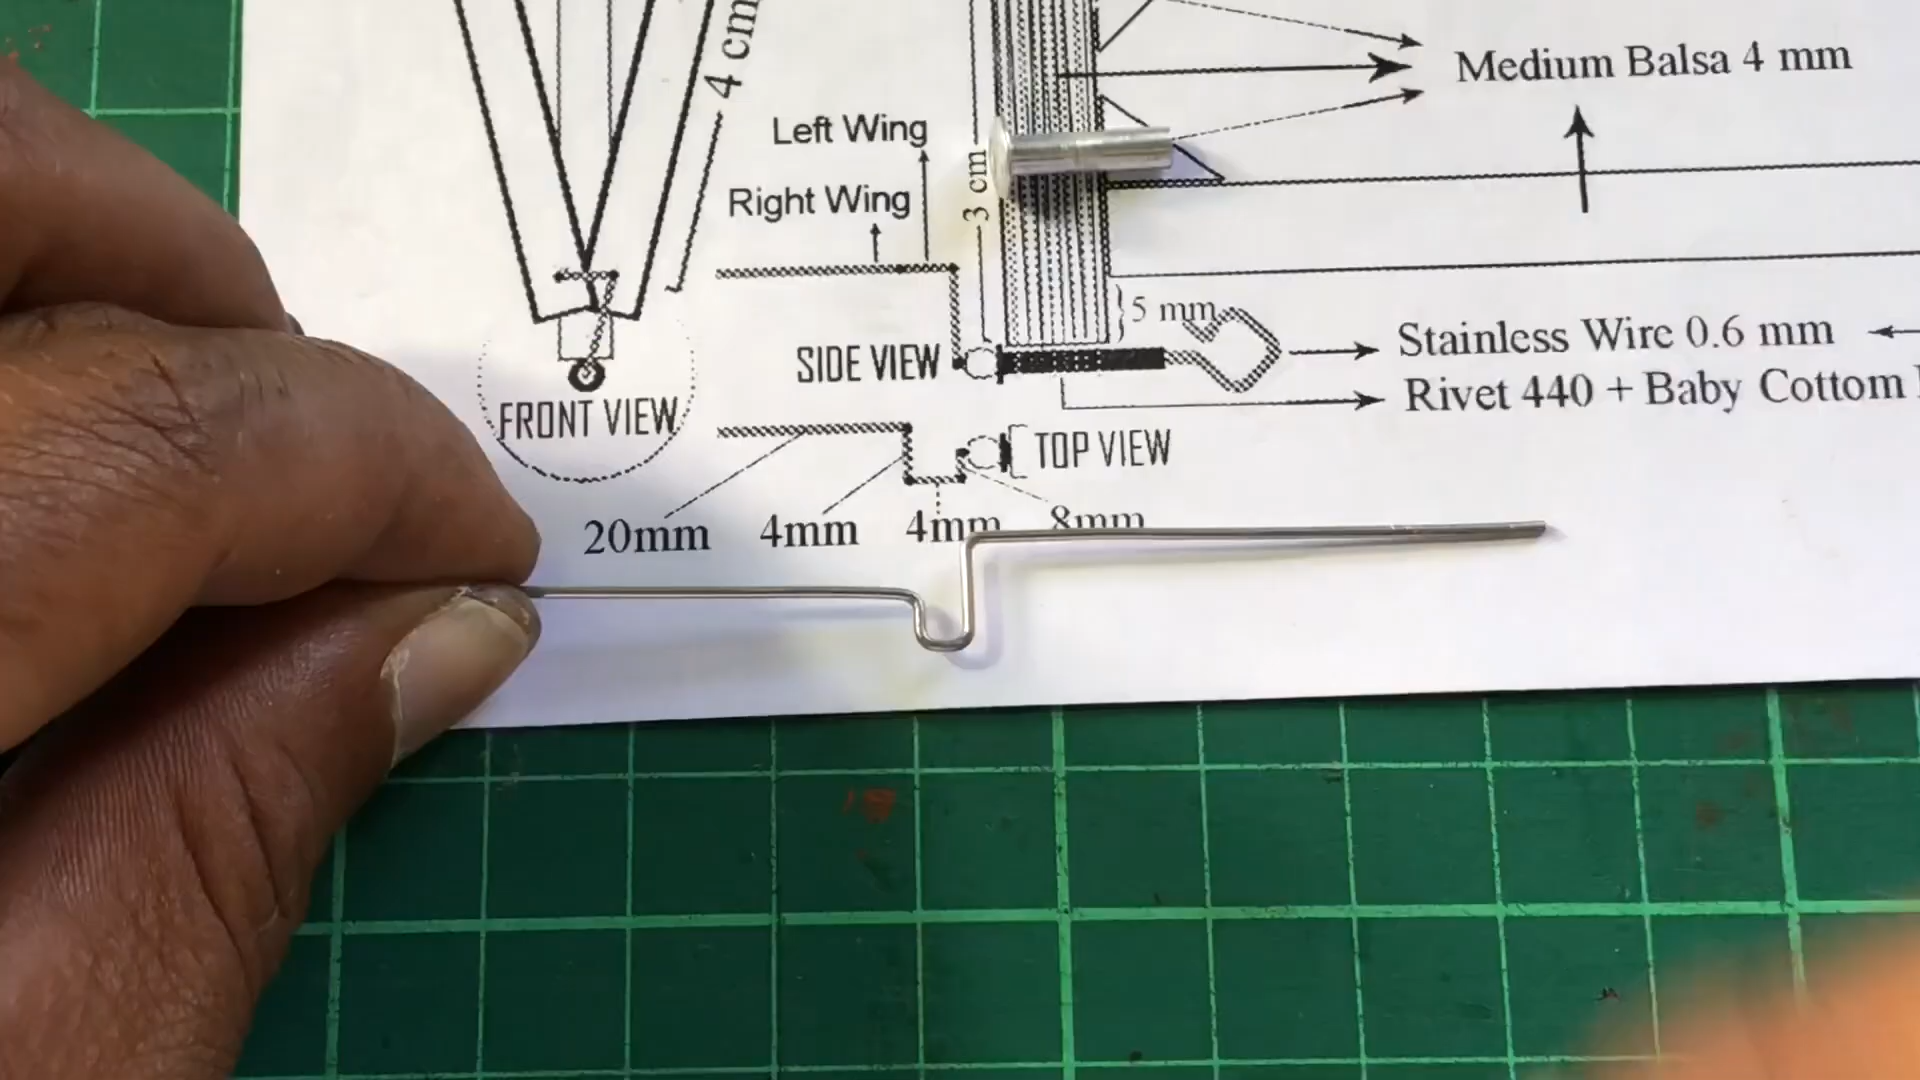 4 cm
Medium Balsa 4 mm
Left Wing
Right Wing
3 cm
5 mm
Stainless Wire 0.6 mm
SIDE VIEW
Rivet 440 + Baby Cottom
FRONT VIEW
TOP VIEW
20mm 4mm 4mm 8mm